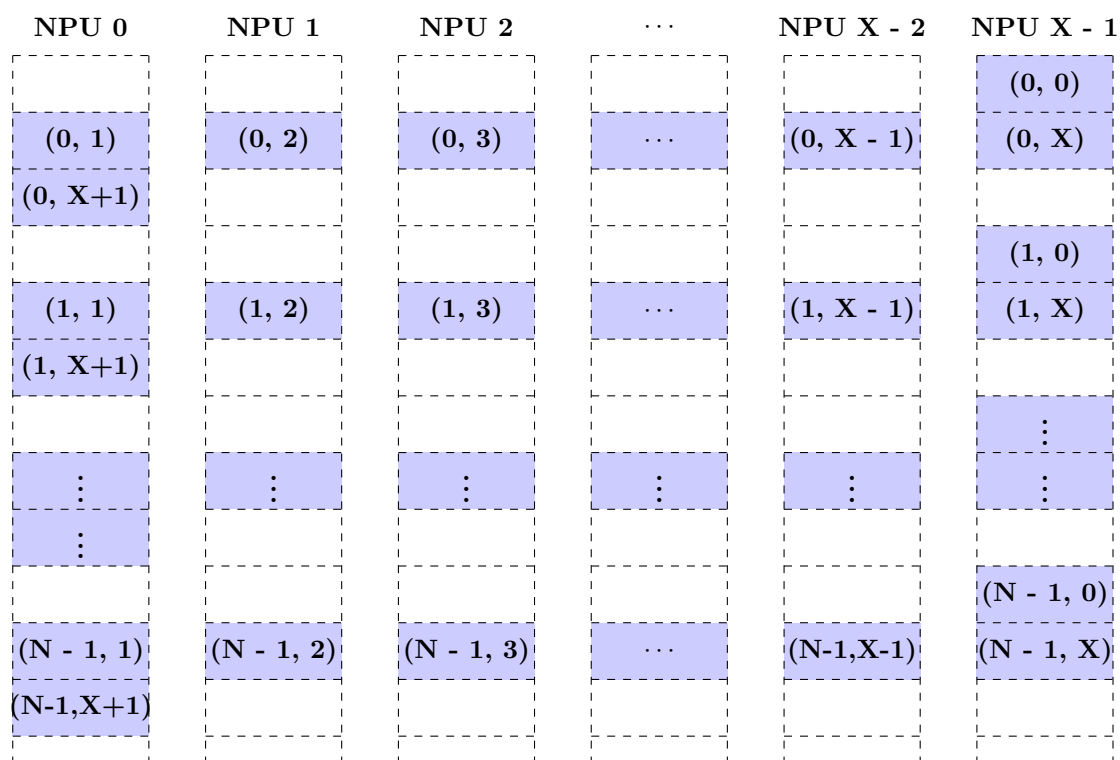 NPU 0 NPU 1 NPU 2 ··· NPU X - 2 NPU X - 1
(0, 0)
(0, 1) (0, 2) (0, 3) ··· (0, X - 1) (0, X)
(0, X+1)
(1, 0)
(1, 1) (1, 2) (1, 3) ··· (1, X - 1) (1, X)
(1, X+1)
⋮
⋮ ⋮ ⋮ ⋮ ⋮ ⋮
⋮
(N - 1, 0)
(N - 1, 1) (N - 1, 2) (N - 1, 3) ··· (N-1,X-1) (N - 1, X)
(N-1,X+1)